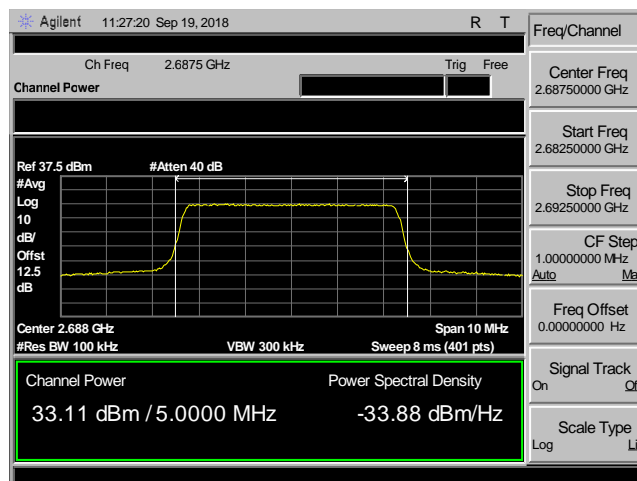 Agilent 11:27:20 Sep 19, 2018 R T
Ch Freq 2.6875 GHz Trig Free
Channel Power
Ref 37.5 dBm #Atten 40 dB
#Avg
Log
10
dB/
Offst
12.5
dB
Center 2.688 GHz Span 10 MHz
#Res BW 100 kHz VBW 300 kHz Sweep 8 ms (401 pts)
Channel Power Power Spectral Density
33.11 dBm / 5.0000 MHz -33.88 dBm/Hz
Freq/Channel
Center Freq
2.68750000 GHz
Start Freq
2.68250000 GHz
Stop Freq
2.69250000 GHz
CF Step
1.00000000 MHz
Auto Ma
Freq Offset
0.00000000 Hz
Signal Track
On Of
Scale Type
Log Li